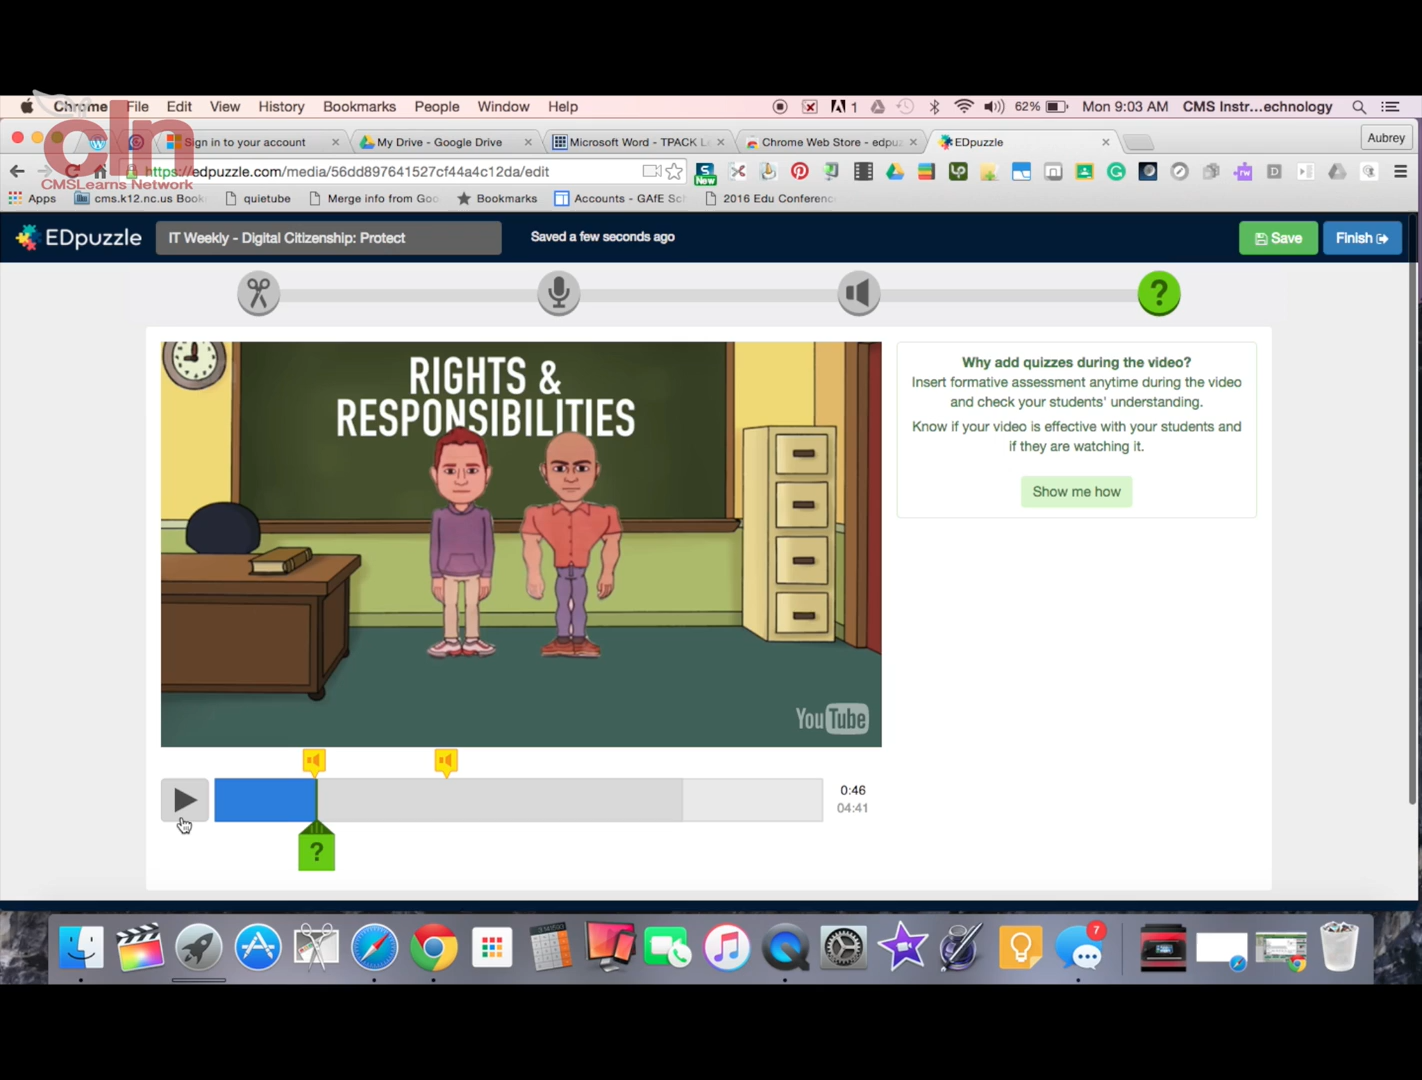 Chrome File Edit View History Bookmarks People Window Help 1 62% Mon 9:03 AM CMS Instr...echnology
cln
CMSLearns Network
Sign in to your account My Drive - Google Drive Microsoft Word - TPACK Chrome Web Store - edpu EDpuzzle Aubrey
https://edpuzzle.com/media/56dd897641527cf44a4c12da/edit
New
Apps cms.k12.nc.us Book quietube Merge info from Goo Bookmarks Accounts - GAfE Sc 2016 Edu Conference
EDpuzzle IT Weekly - Digital Citizenship: Protect Saved a few seconds ago Save Finish
?
RIGHTS &
RESPONSIBILITIES
YouTube
Why add quizzes during the video?
Insert formative assessment anytime during the video
and check your students' understanding.
Know if your video is effective with your students and
if they are watching it.
Show me how
0:46
04:41
?
7